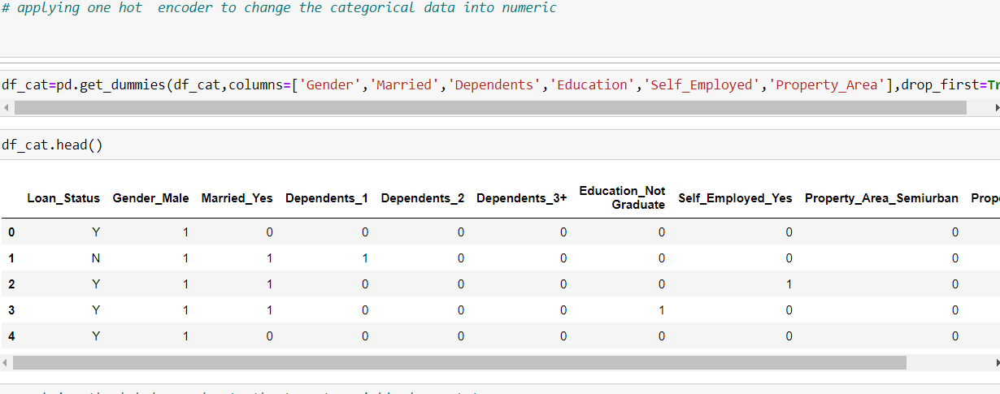 # applying one hot  encoder to change the categorical data into numeric
df_cat=pd.get_dummies(df_cat,columns=['Gender','Married','Dependents','Education','Self_Employed','Property_Area'],drop_first=Tr
df_cat.head()
Loan_Status Gender_Male Married_Yes Dependents_1 Dependents_2 Dependents_3+ Education_Not Graduate Self_Employed_Yes Property_Area_Semiurban Prop
0 Y 1 0 0 0 0 0 0 0
1 N 1 1 1 0 0 0 0 0
2 Y 1 1 0 0 0 0 1 0
3 Y 1 1 0 0 0 1 0 0
4 Y 1 0 0 0 0 0 0 0